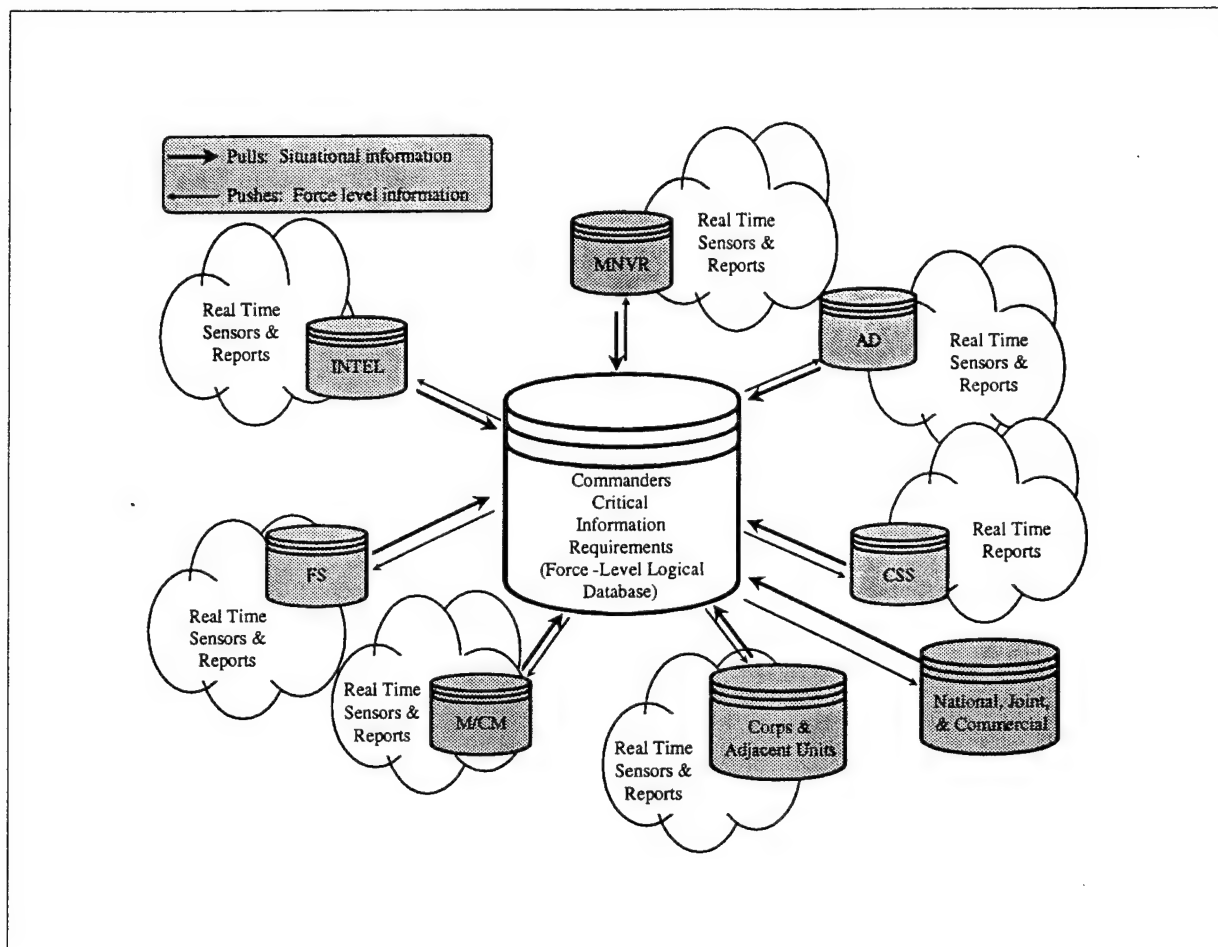 Pulls: Situational information
Pushes: Force level information
Real Time
Sensors &
Reports
MNVR
Real Time
Sensors &
Reports
INTEL
AD
Real Time
Sensors &
Reports
Commanders
Critical
Information
Requirements
(Force -Level Logical
Database)
Real Time
Reports
CSS
FS
Real Time
Sensors &
Reports
Real Time
Sensors &
Reports
M/CM
Real Time
Sensors &
Reports
Corps &
Adjacent Units
National, Joint,
& Commercial